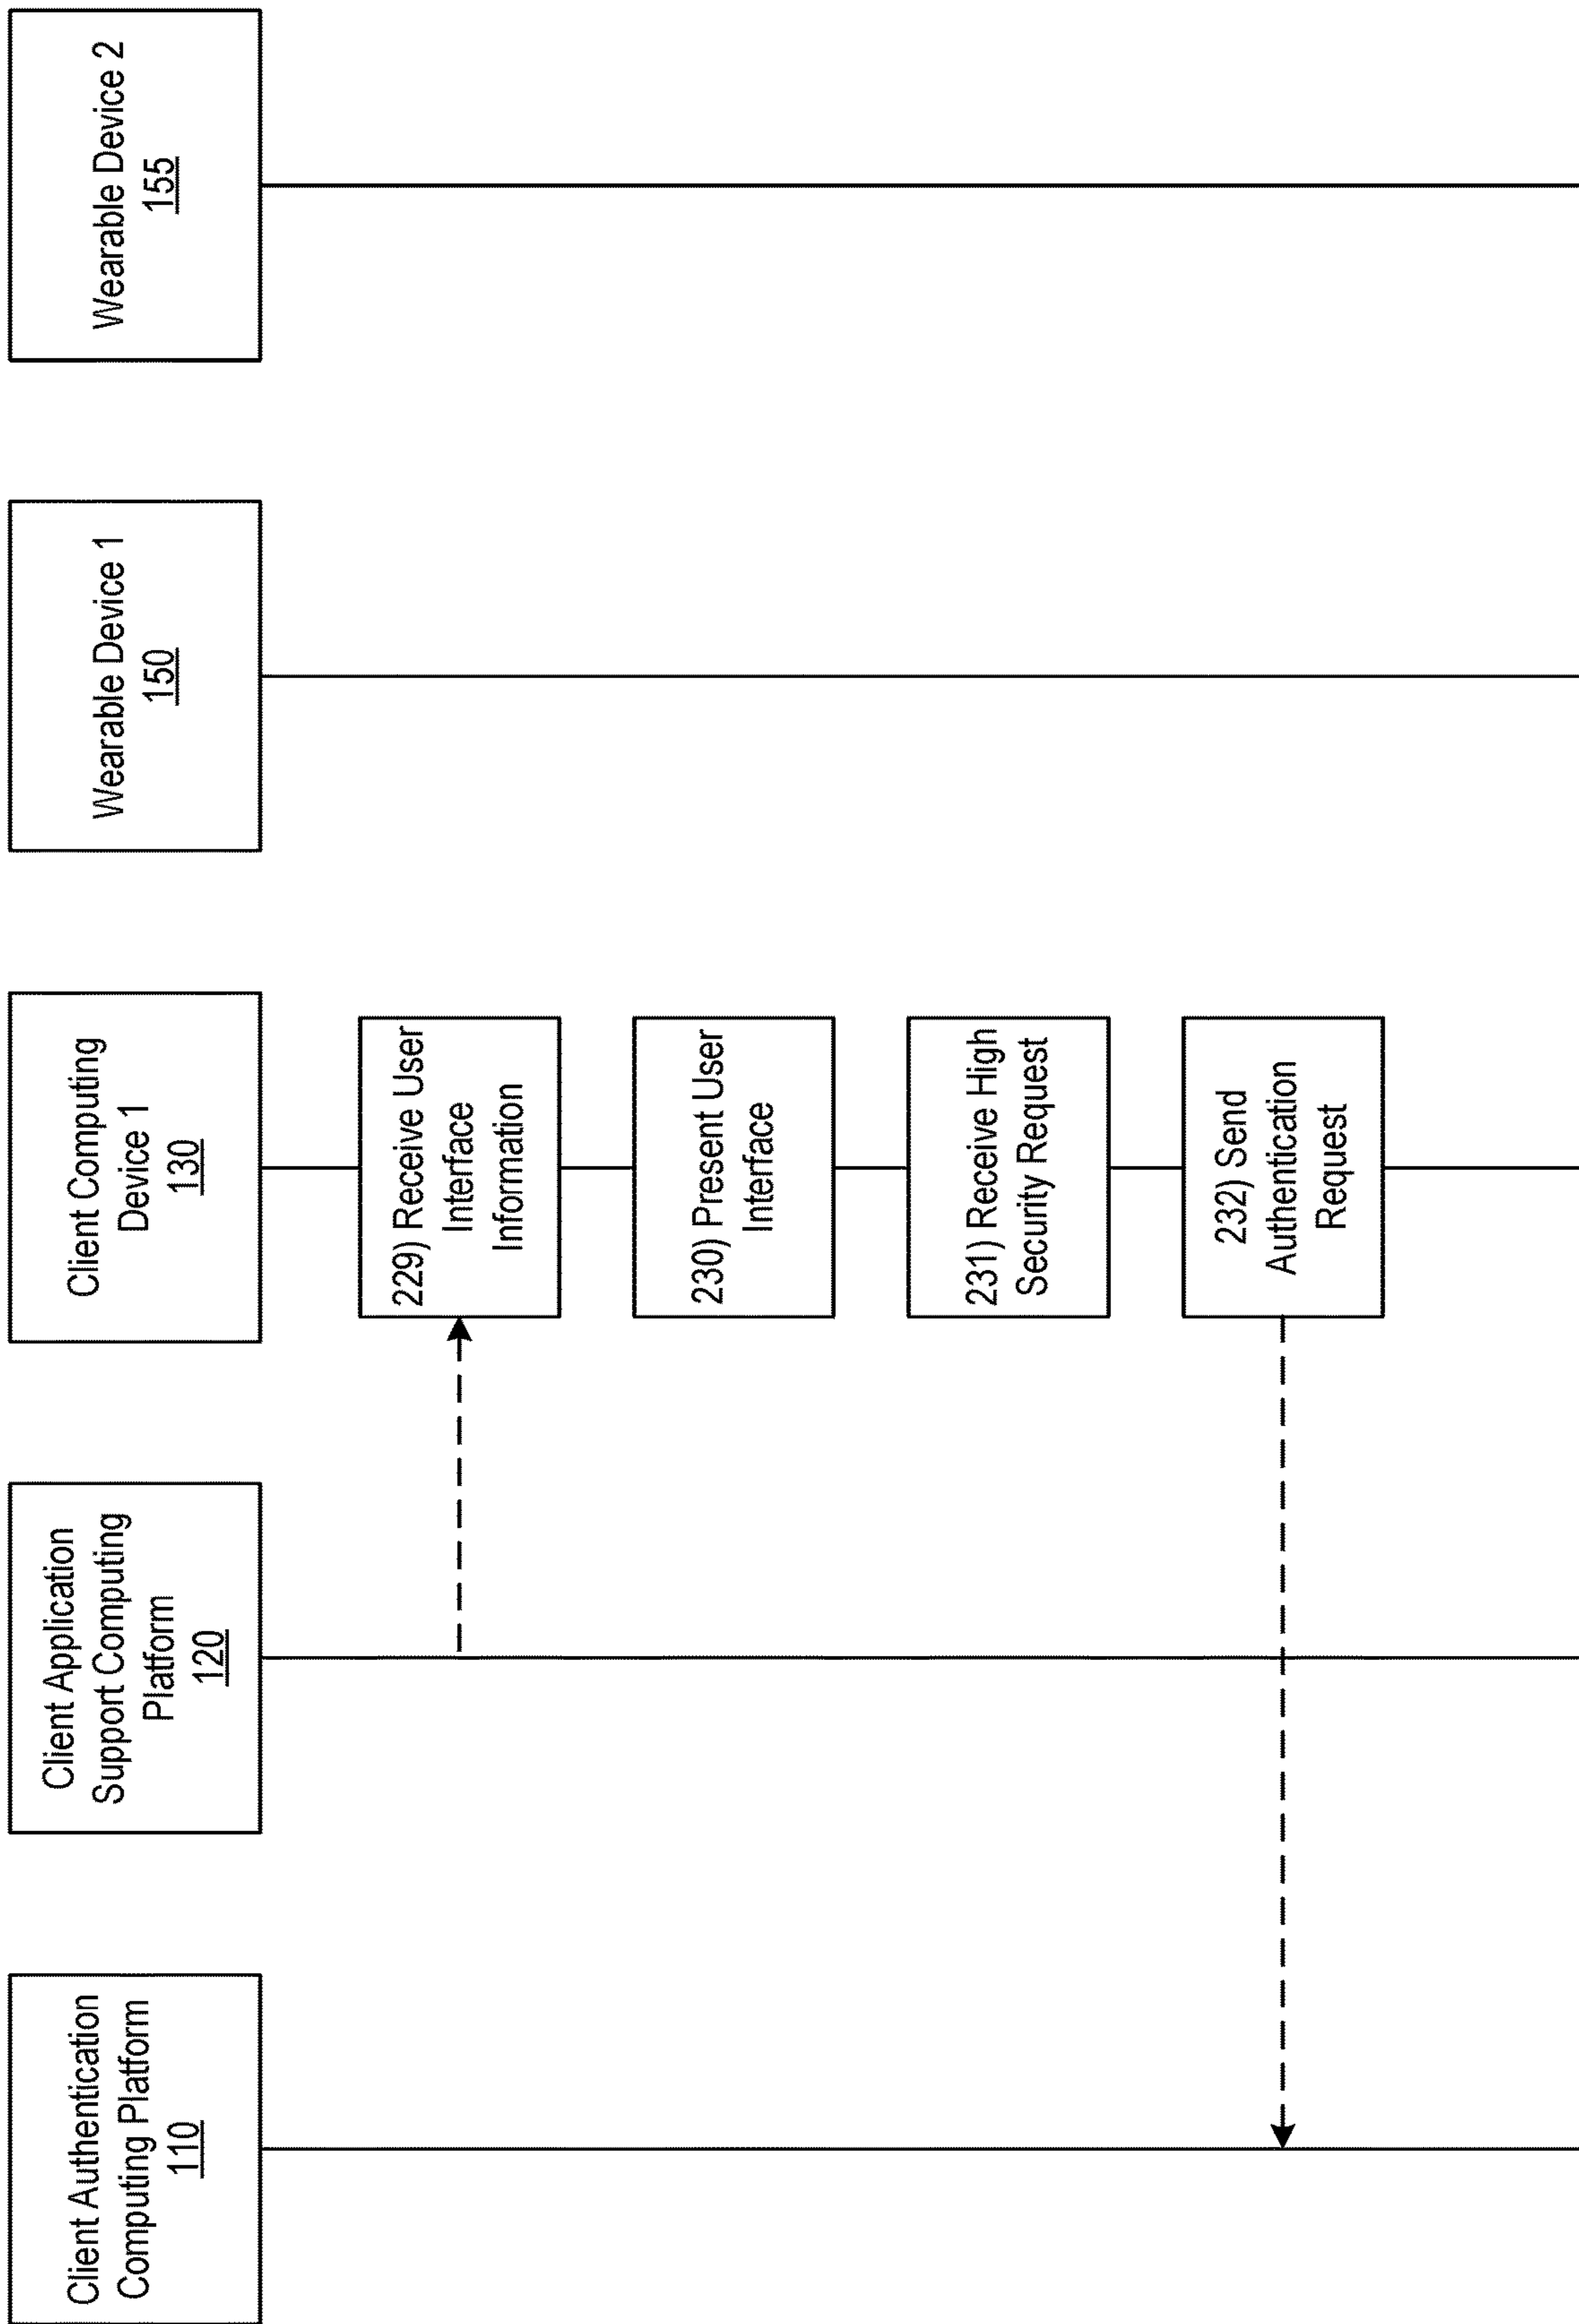 Client Authentication
Computing Platform
110
Client Application
Support Computing
Platform
120
Client Computing
Device 1
130
Wearable Device 1
150
Wearable Device 2
155
229) Receive User
Interface
Information
230) Present User
Interface
231) Receive High
Security Request
232) Send
Authentication
Request